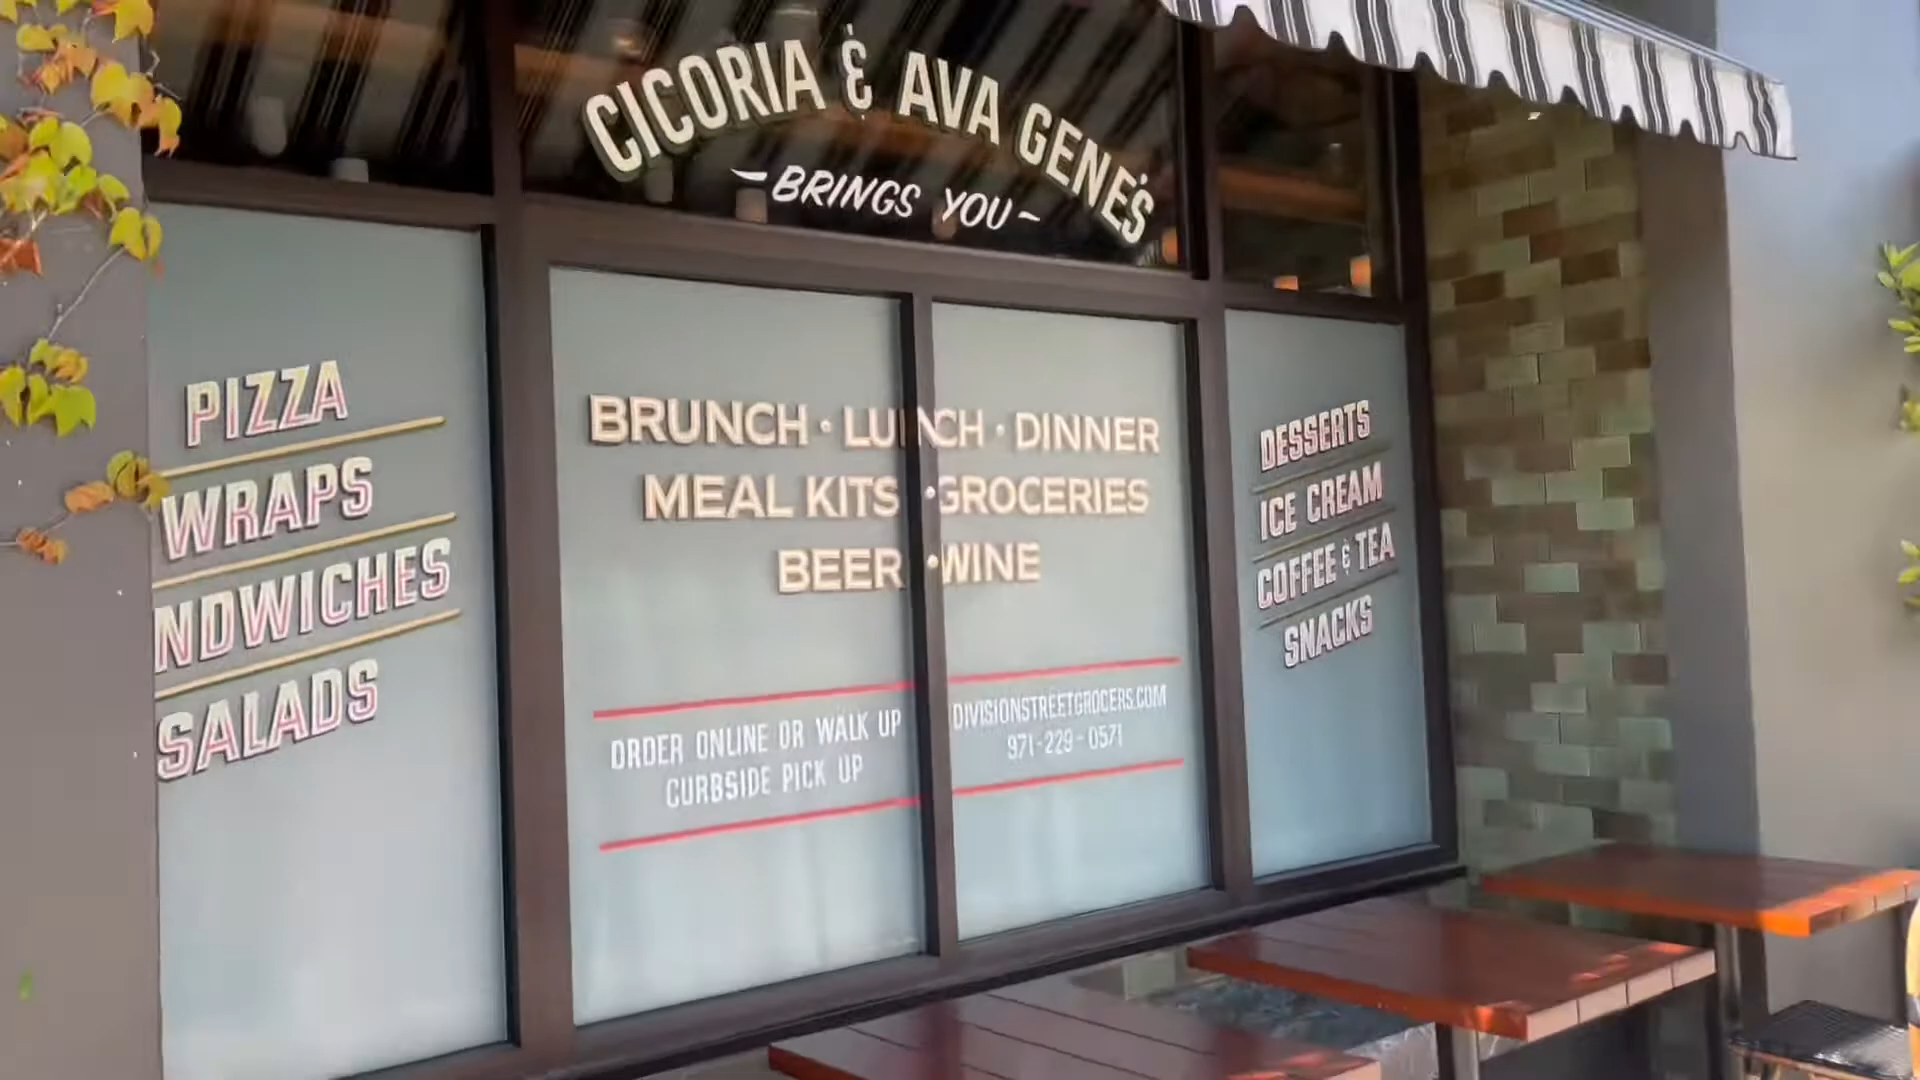 CICORIA & AVA GENE'S
BRINGS YOU
PIZZA
WRAPS
NDWICHES
SALADS
BRUNCH · LUNCH · DINNER
MEAL KITS · GROCERIES
BEER · WINE
ORDER ONLINE OR WALK UP
CURBSIDE PICK UP
DIVISIONSTREETGROCERS.COM
971-229-0571
DESSERTS
ICE CREAM
COFFEE & TEA
SNACKS